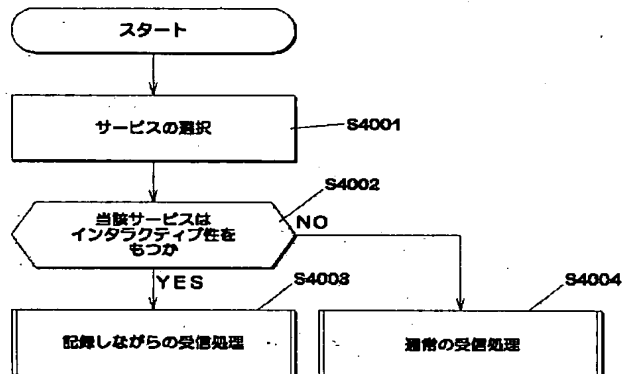 スタート
サービスの選択
S4001
S4002
当該サービスは
インタラクティブ性を
もつか
NO
YES
S4003
S4004
記録しながらの受信処理
通常の受信処理